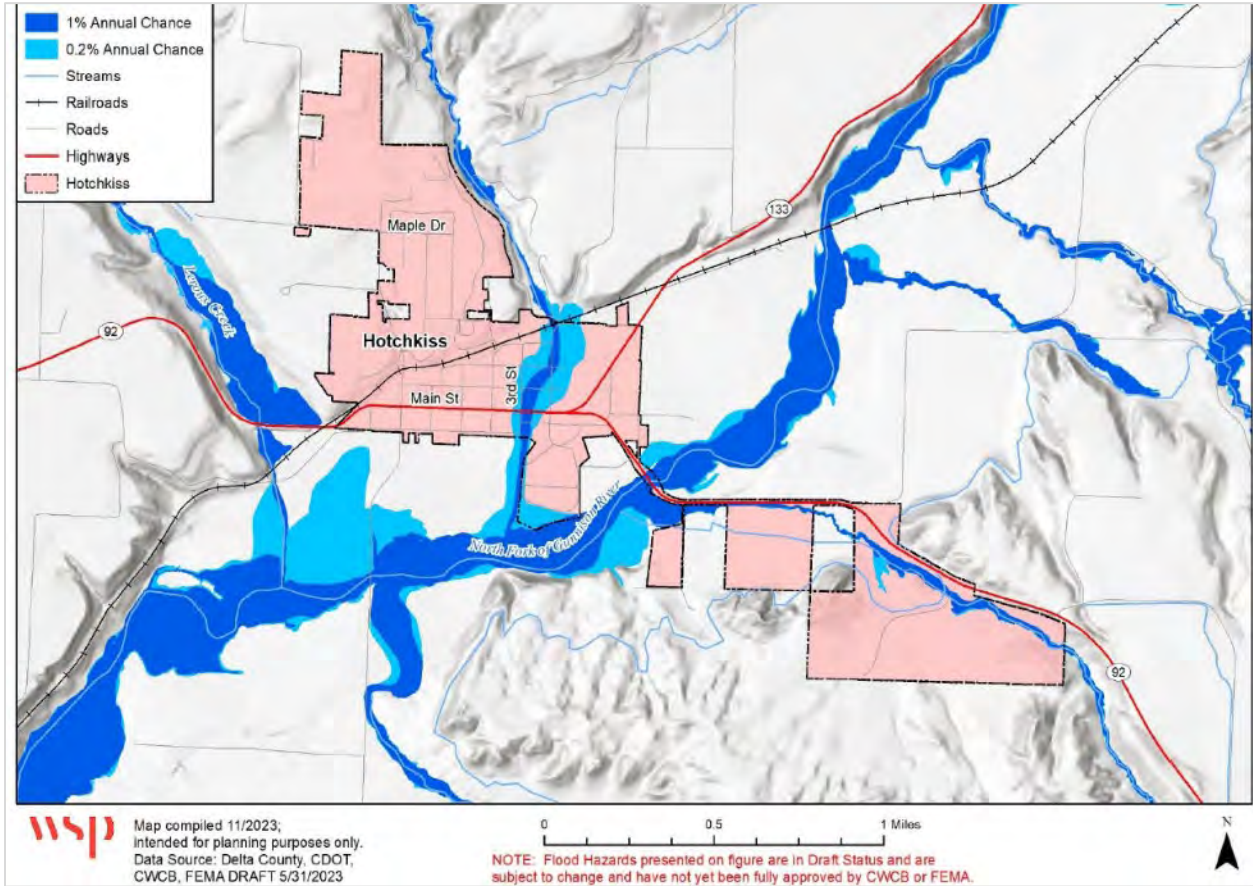 1% Annual Chance
0.2% Annual Chance
Streams
Railroads
Roads
Highways
Hotchkiss
Maple Dr
133
Leroux Creek
92
Hotchkiss
3rd St
Main St
North Fork of Gunnison River
92
wsp
Map compiled 11/2023;
intended for planning purposes only.
Data Source: Delta County, CDOT,
CWCB, FEMA DRAFT 5/31/2023
0 0.5 1 Miles
NOTE: Flood Hazards presented on figure are in Draft Status and are
subject to change and have not yet been fully approved by CWCB or FEMA.
N